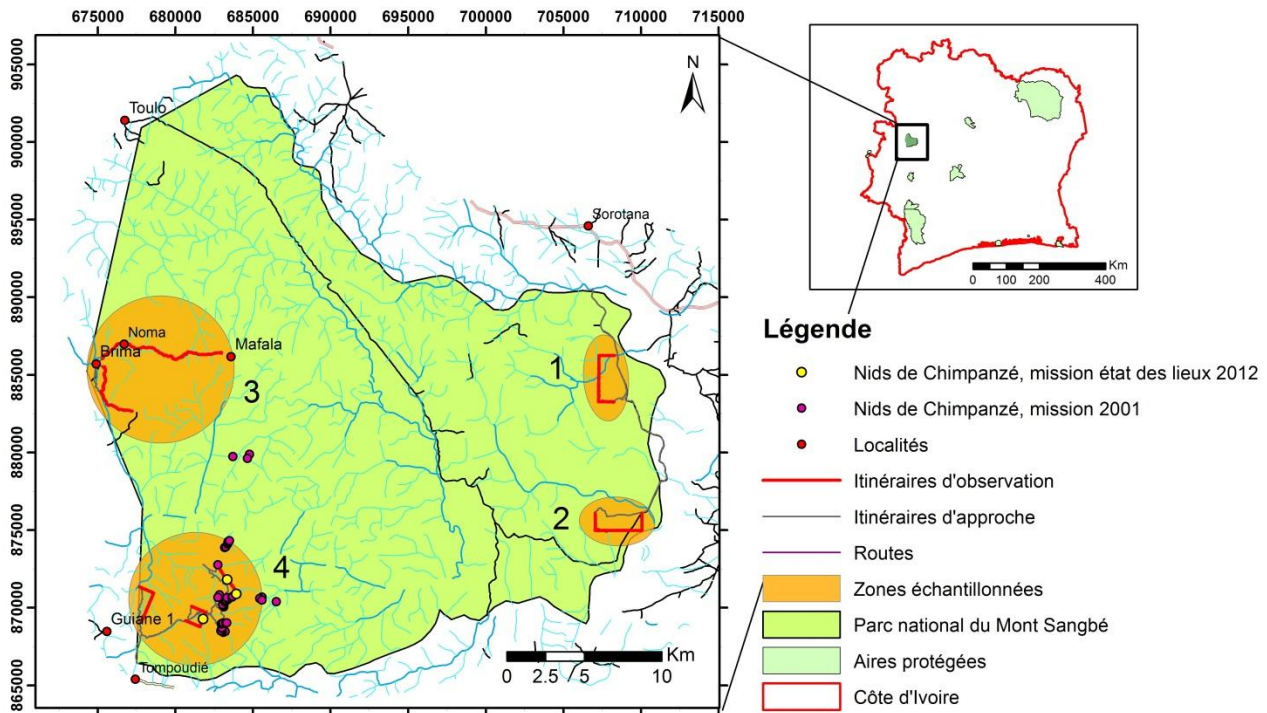 675000 680000 685000 690000 695000 700000 705000 710000 715000
905000
900000
895000
890000
885000
880000
875000
870000
865000
N
Toulo
Sorotana
Noma
Brima
Mafala
1
3
2
4
Guiane 1
Tompoudié
Km
0 2.5 5 10
Km
0 100 200 400
Légende
Nids de Chimpanzé, mission état des lieux 2012
Nids de Chimpanzé, mission 2001
Localités
Itinéraires d'observation
Itinéraires d'approche
Routes
Zones échantillonnées
Parc national du Mont Sangbé
Aires protégées
Côte d'Ivoire